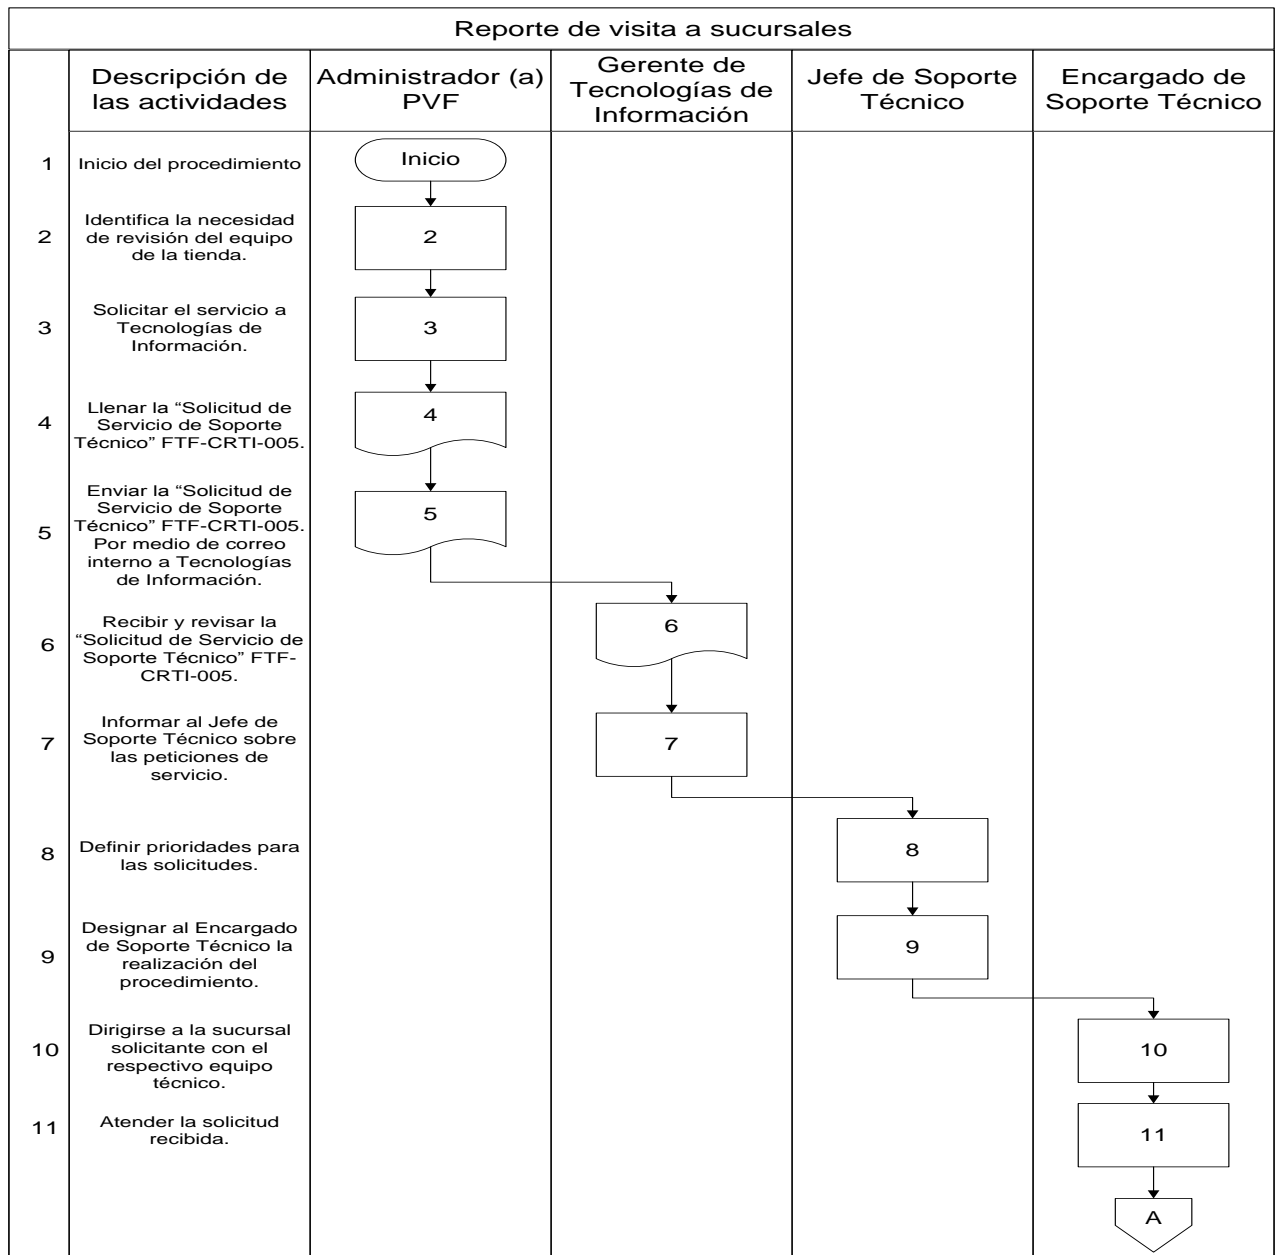 Reporte de visita a sucursales
Descripción de
las actividades
Administrador (a)
PVF
Gerente de
Tecnologías de
Información
Jefe de Soporte
Técnico
Encargado de
Soporte Técnico
1
Inicio del procedimiento
Inicio
2
Identifica la necesidad
de revisión del equipo
de la tienda.
2
3
Solicitar el servicio a
Tecnologías de
Información.
3
4
Llenar la “Solicitud de
Servicio de Soporte
Técnico” FTF-CRTI-005.
4
5
Enviar la “Solicitud de
Servicio de Soporte
Técnico” FTF-CRTI-005.
Por medio de correo
interno a Tecnologías
de Información.
5
6
Recibir y revisar la
“Solicitud de Servicio de
Soporte Técnico” FTF-
CRTI-005.
6
7
Informar al Jefe de
Soporte Técnico sobre
las peticiones de
servicio.
7
8
Definir prioridades para
las solicitudes.
8
9
Designar al Encargado
de Soporte Técnico la
realización del
procedimiento.
9
10
Dirigirse a la sucursal
solicitante con el
respectivo equipo
técnico.
10
11
Atender la solicitud
recibida.
11
A